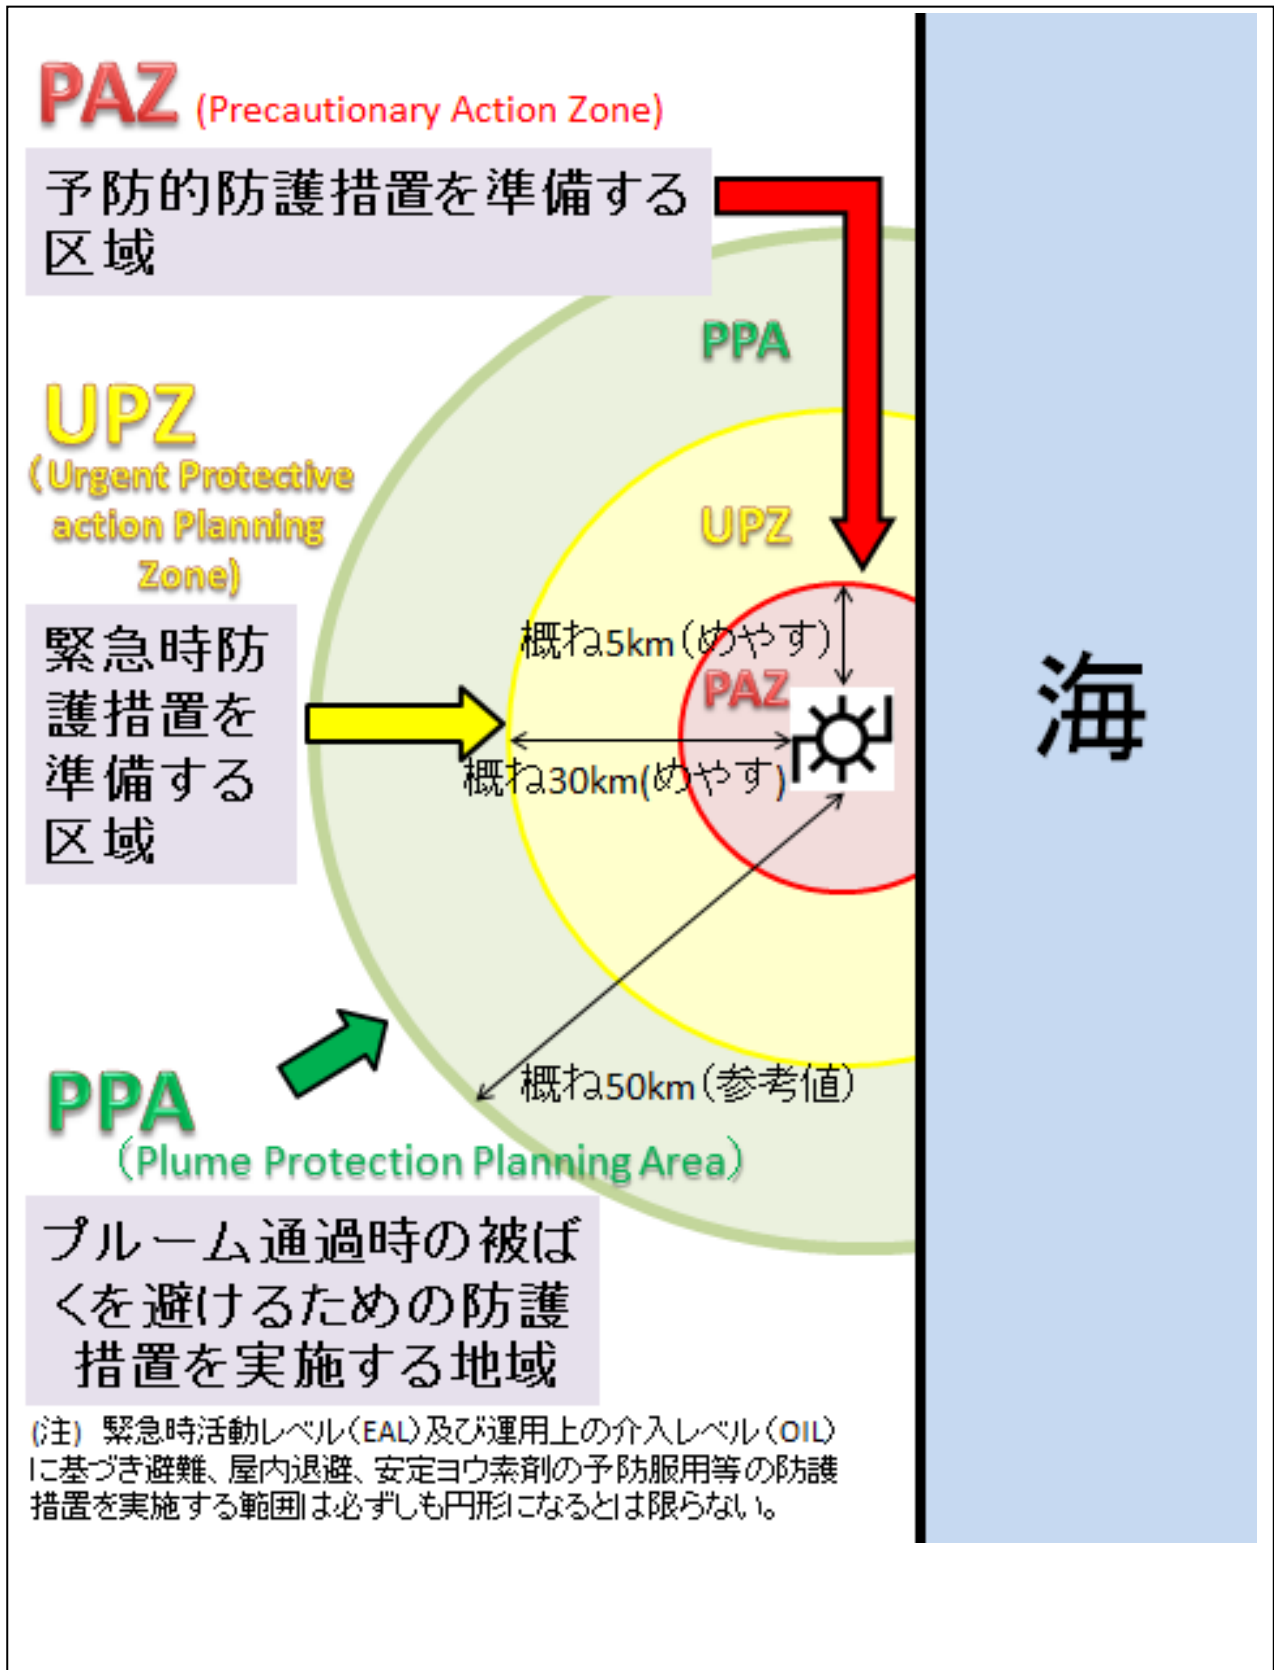 PAZ (Precautionary Action Zone)
予防的防護措置を準備する
区域
PPA
UPZ
(Urgent Protective
action Planning
Zone)
UPZ
緊急時防
護措置を
準備する
区域
概ね5km(めやす)
PAZ
概ね30km(めやす)
海
概ね50km(参考値)
PPA
(Plume Protection Planning Area)
プルーム通過時の被ば
くを避けるための防護
措置を実施する地域
(注) 緊急時活動レベル(EAL)及び運用上の介入レベル(OIL)
に基づき避難、屋内退避、安定ヨウ素剤の予防服用等の防護
措置を実施する範囲は必ずしも円形になるとは限らない。